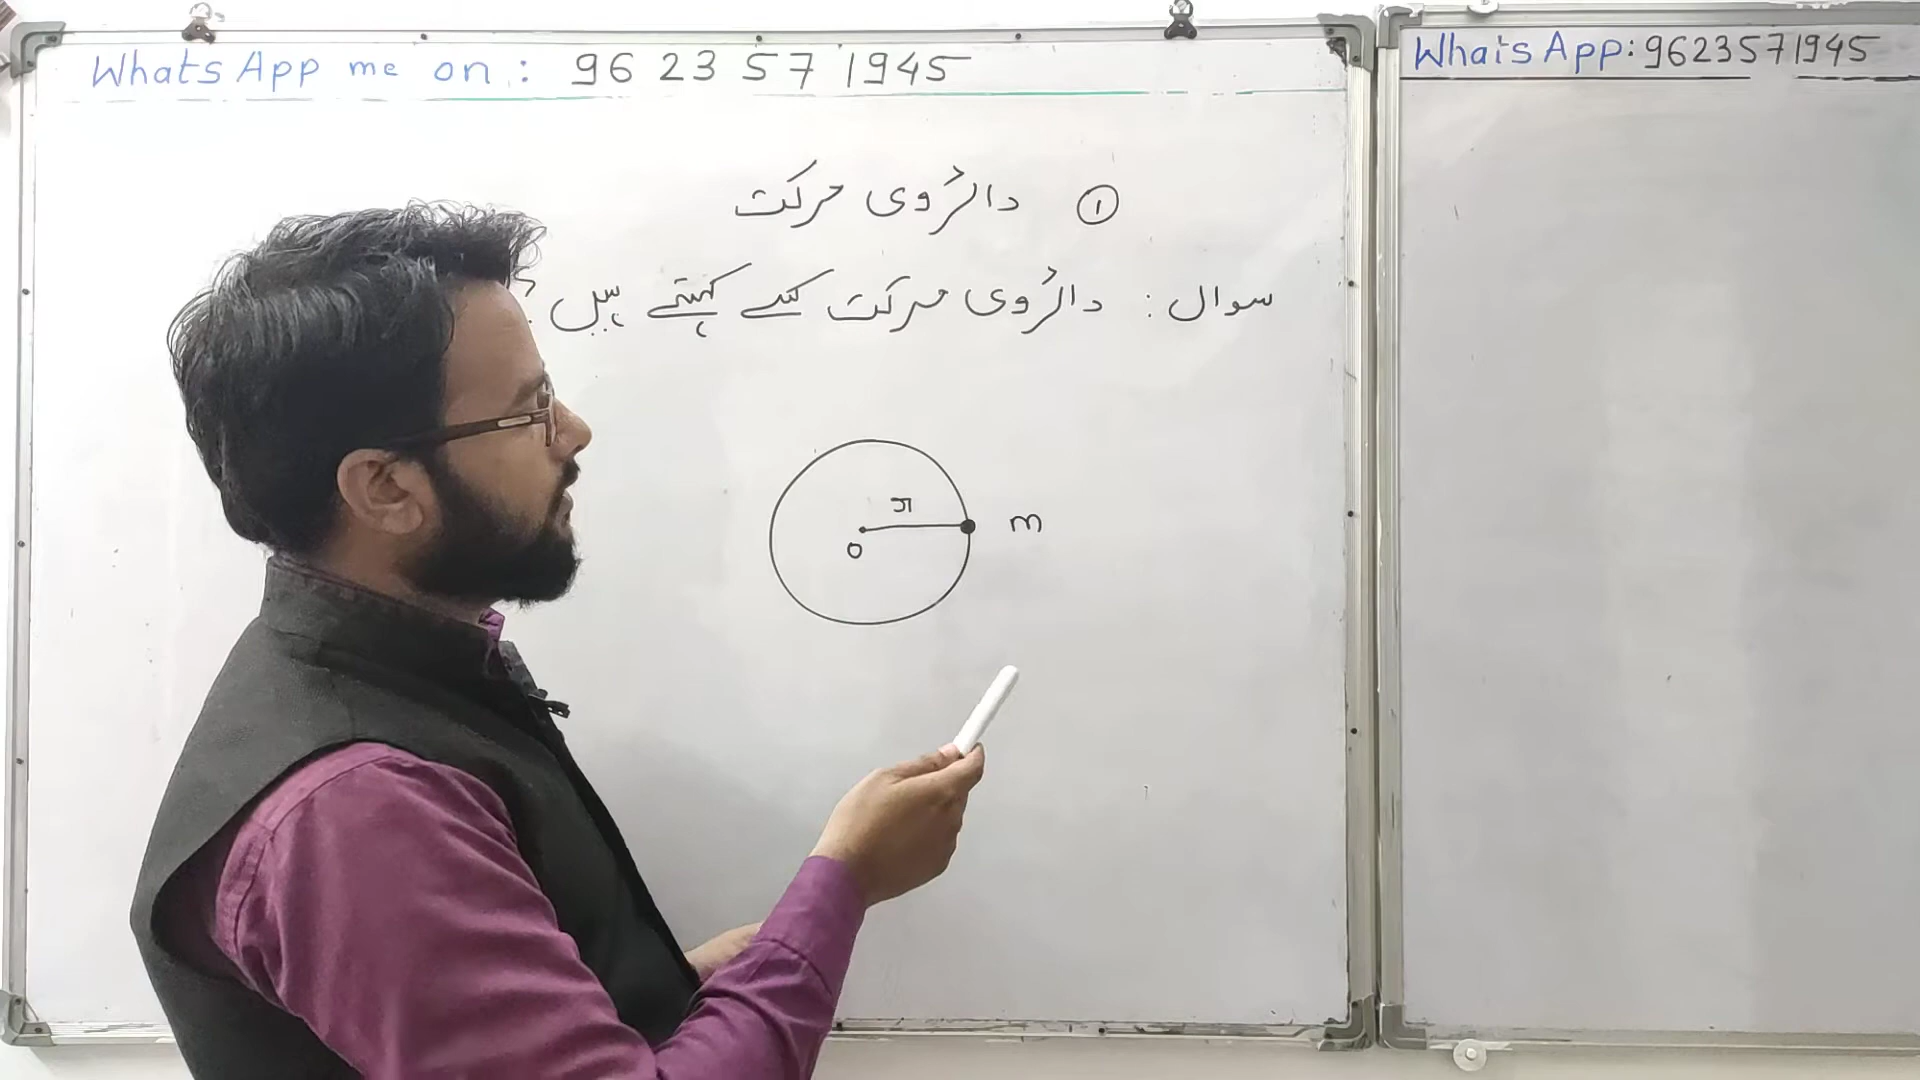 WhatsApp me on : 96 23 57 1945
WhatsApp: 9623571945
① دائروی حرکت
سوال : دائروی حرکت کسے کہتے ہیں ؟
r
o
m